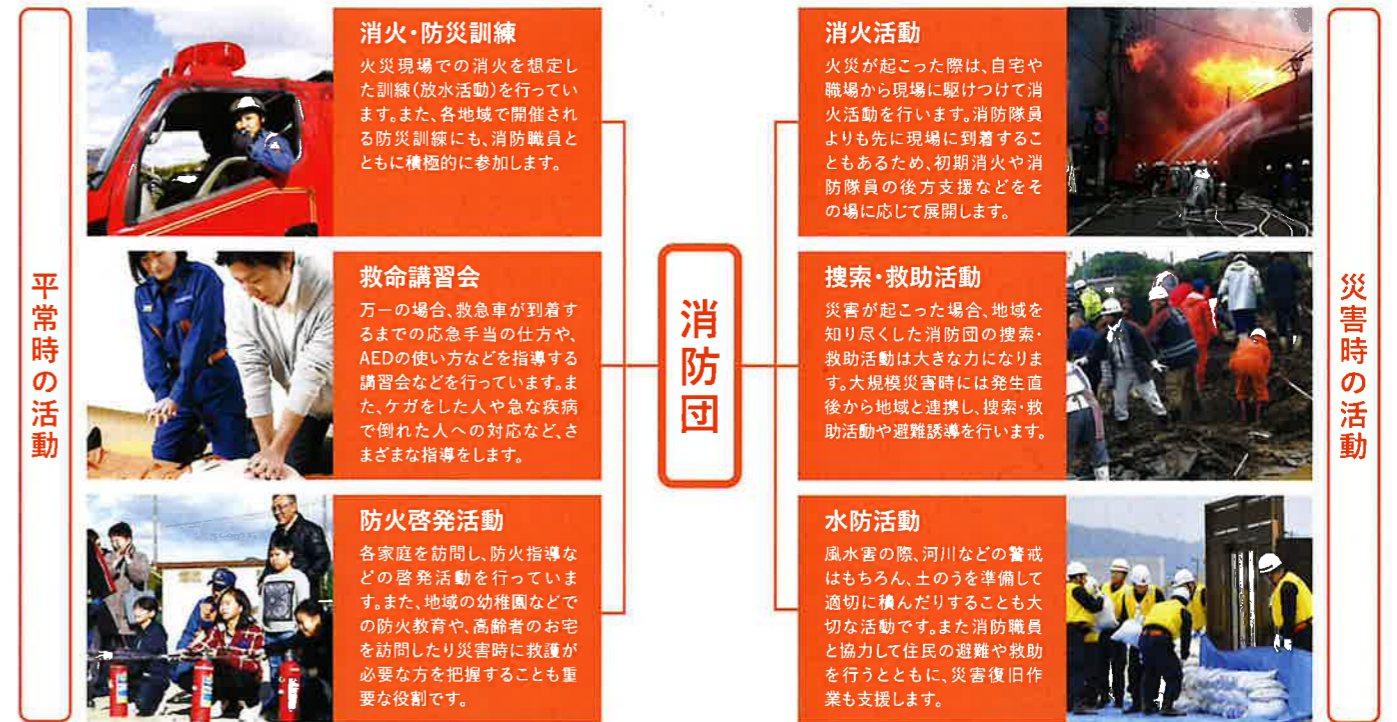 平常時の活動
消火・防災訓練
火災現場での消火を想定し
た訓練(放水活動)を行ってい
ます。また、各地域で開催され
る防災訓練にも、消防職員と
ともに積極的に参加します。
救命講習会
万一の場合、救急車が到着す
るまでの応急手当の仕方や、
AEDの使い方などを指導する
講習会などを行っています。ま
た、ケガをした人や急な疾病
で倒れた人への対応など、さ
まざまな指導をします。
防火啓発活動
各家庭を訪問し、防火指導な
どの啓発活動を行っていま
す。また、地域の幼稚園などで
の防火教育や、高齢者のお宅
を訪問したり災害時に救護が
必要な方を把握することも重
要な役割です。
消防団
消火活動
火災が起こった際は、自宅や
職場から現場に駆けつけて消
火活動を行います。消防隊員
よりも先に現場に到着するこ
ともあるため、初期消火や消
防隊員の後方支援などをそ
の場に応じて展開します。
捜索・救助活動
災害が起こった場合、地域を
知り尽くした消防団の捜索・
救助活動は大きな力になりま
す。大規模災害時には発生直
後から地域と連携し、捜索・救
助活動や避難誘導を行います。
水防活動
風水害の際、河川などの警戒
はもちろん、土のうを準備して
適切に積んだりすることも大
切な活動です。また消防職員
と協力して住民の避難や救助
を行うとともに、災害復旧作
業も支援します。
災害時の活動